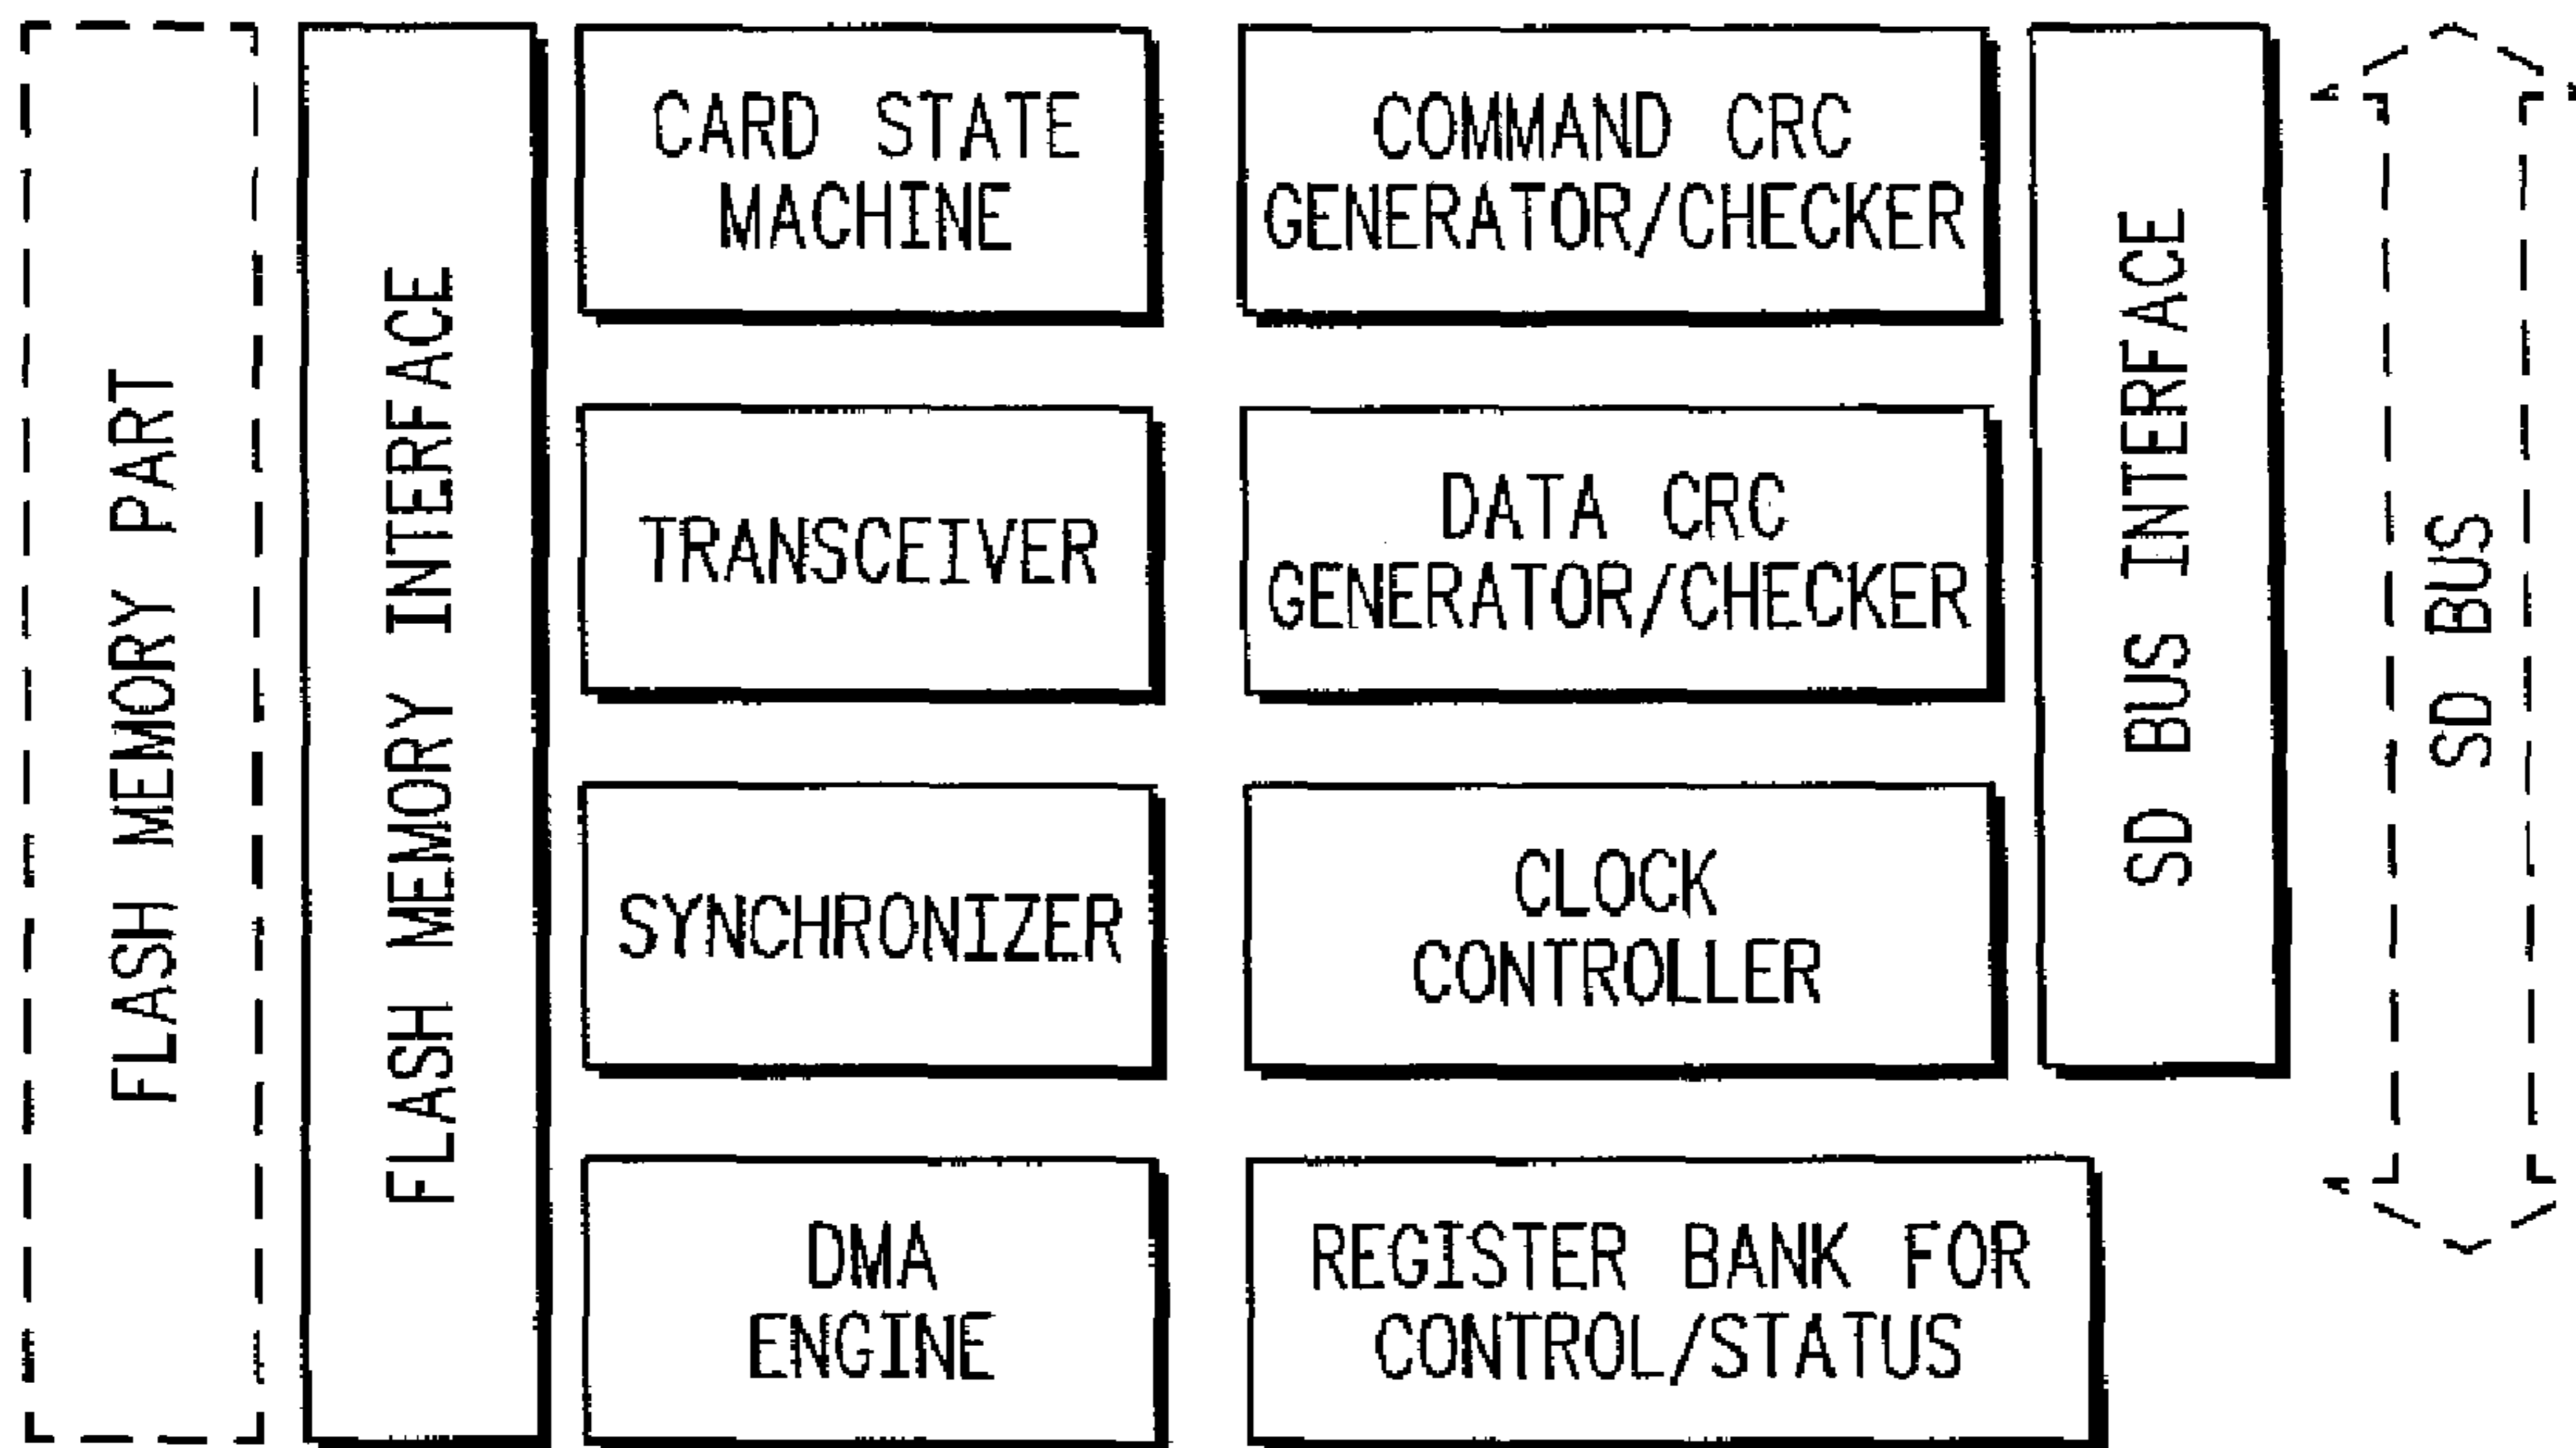 FLASH MEMORY PART
FLASH MEMORY INTERFACE
CARD STATE
MACHINE
COMMAND CRC
GENERATOR/CHECKER
TRANSCEIVER
DATA CRC
GENERATOR/CHECKER
SYNCHRONIZER
CLOCK
CONTROLLER
DMA
ENGINE
REGISTER BANK FOR
CONTROL/STATUS
SD BUS INTERFACE
SD BUS